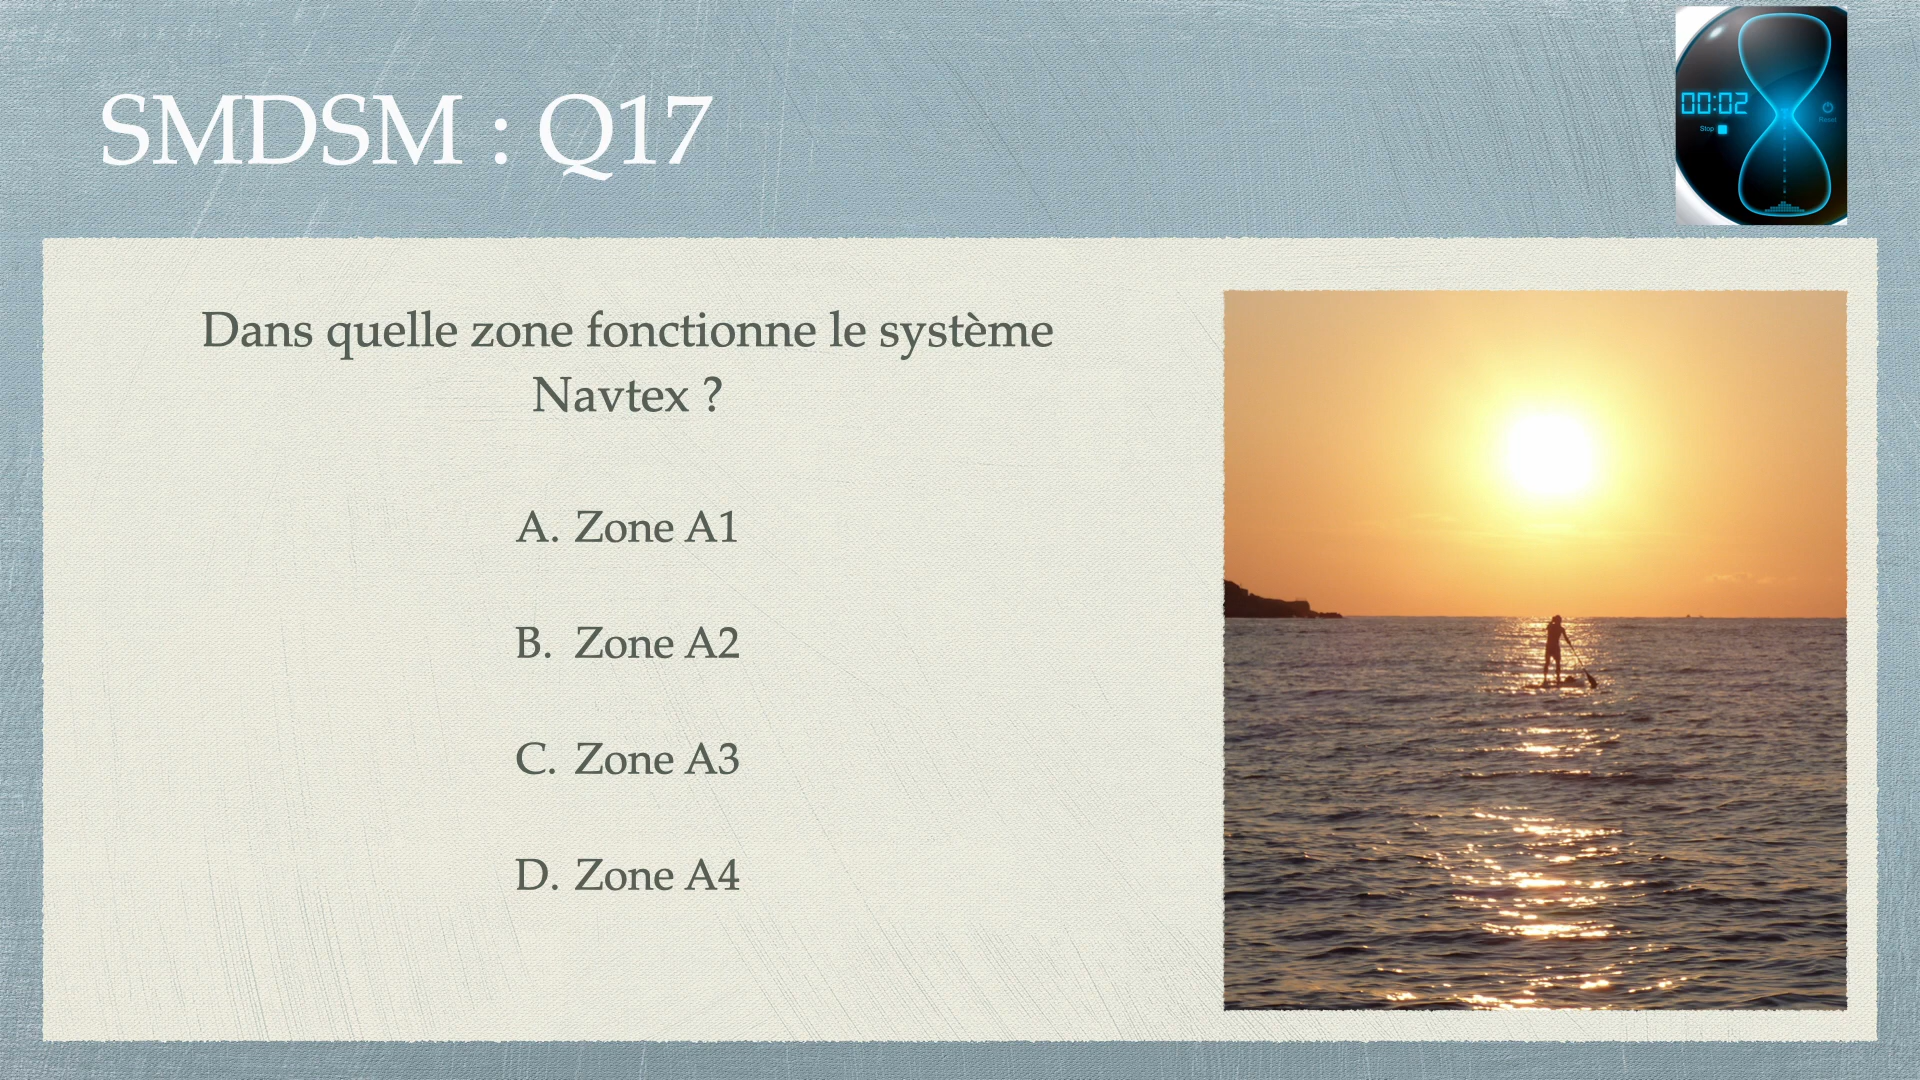 SMDSM : Q17
00:02
Stop
Reset
Dans quelle zone fonctionne le système
Navtex ?
A. Zone A1
B. Zone A2
C. Zone A3
D. Zone A4